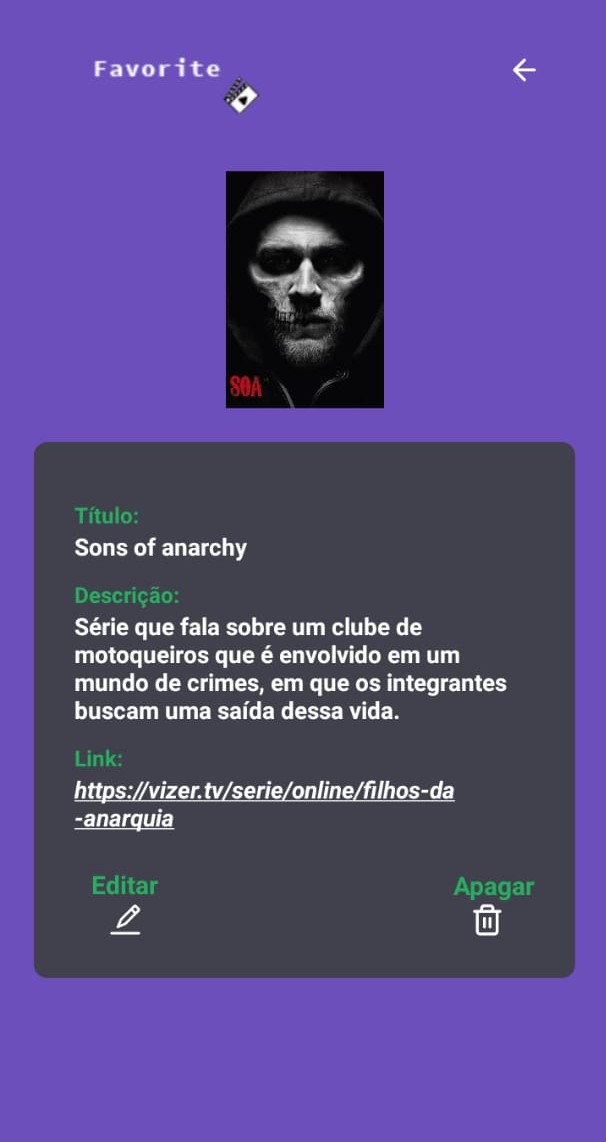 Favorite
SOA
Título:
Sons of anarchy
Descrição:
Série que fala sobre um clube de
motoqueiros que é envolvido em um
mundo de crimes, em que os integrantes
buscam uma saída dessa vida.
Link:
https://vizer.tv/serie/online/filhos-da
-anarquia
Editar
Apagar